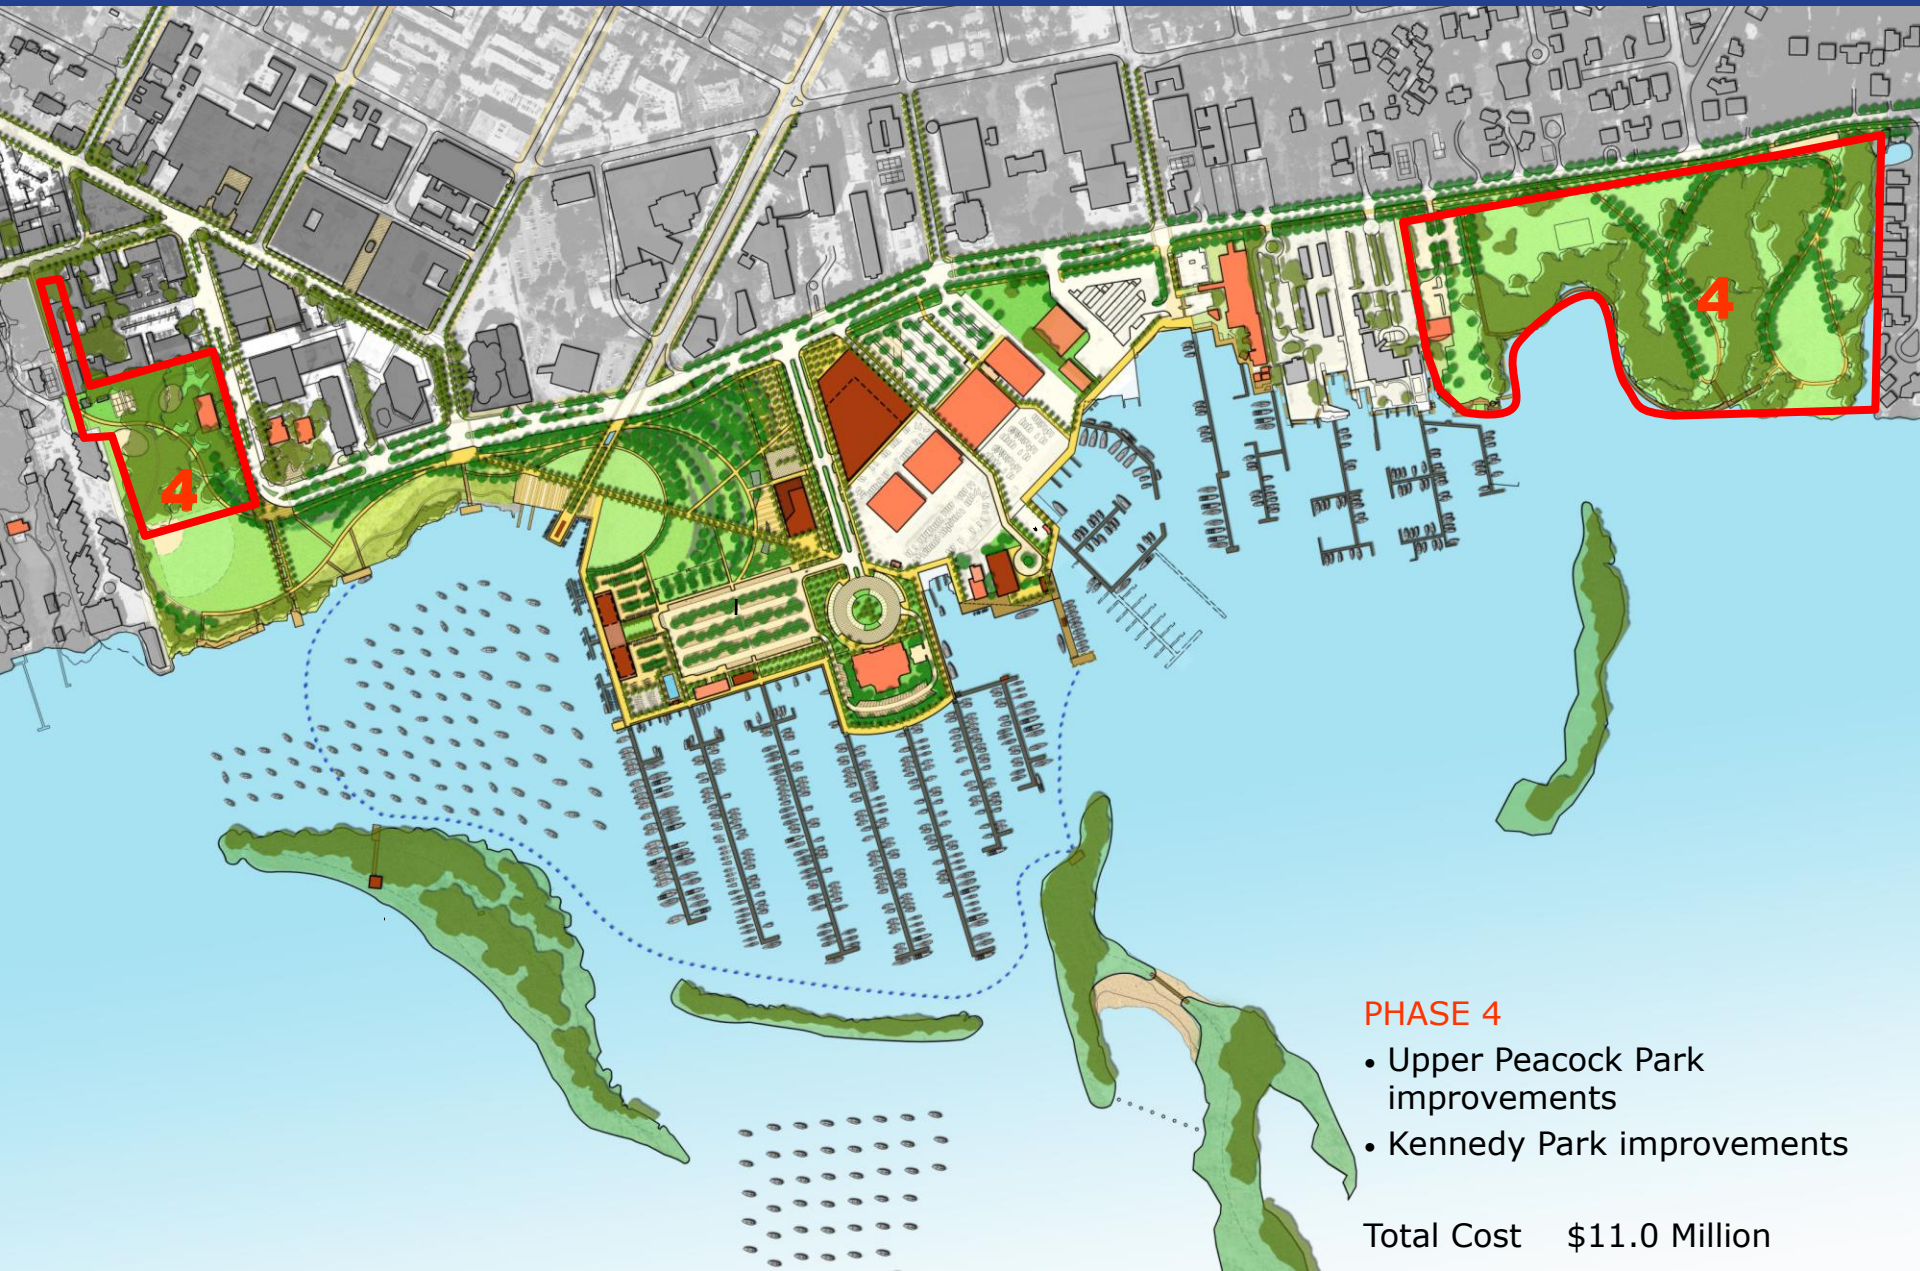 4
4
PHASE 4
• Upper Peacock Park
improvements
• Kennedy Park improvements
Total Cost $11.0 Million